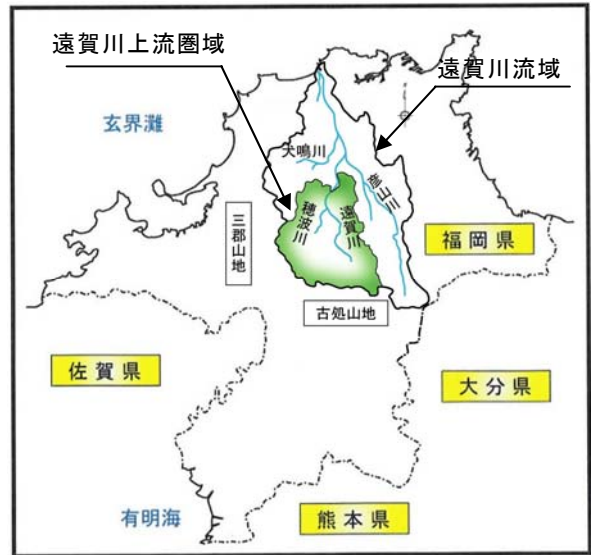 遠賀川上流圏域
遠賀川流域
玄界灘
犬鳴川
彦山川
穂波川
遠賀川
三郡山地
福岡県
古処山地
佐賀県
大分県
有明海
熊本県